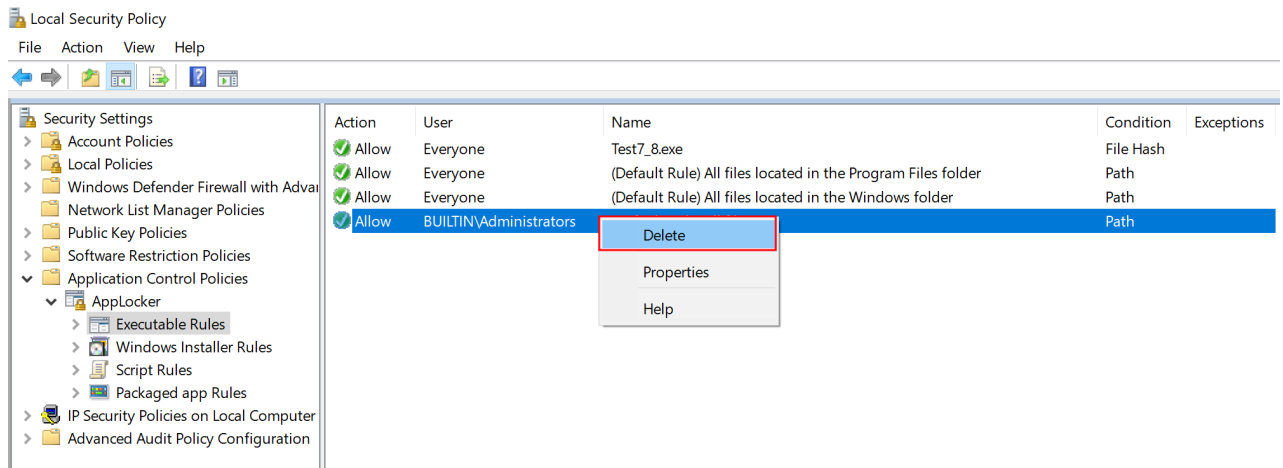 Local Security Policy
File Action View Help
Security Settings
Account Policies
Local Policies
Windows Defender Firewall with Adva
Network List Manager Policies
Public Key Policies
Software Restriction Policies
Application Control Policies
AppLocker
Executable Rules
Windows Installer Rules
Script Rules
Packaged app Rules
IP Security Policies on Local Computer
Advanced Audit Policy Configuration
Action User Name Condition Exceptions
Allow Everyone Test7_8.exe File Hash
Allow Everyone (Default Rule) All files located in the Program Files folder Path
Allow Everyone (Default Rule) All files located in the Windows folder Path
Allow BUILTIN\Administrators Path
Delete
Properties
Help